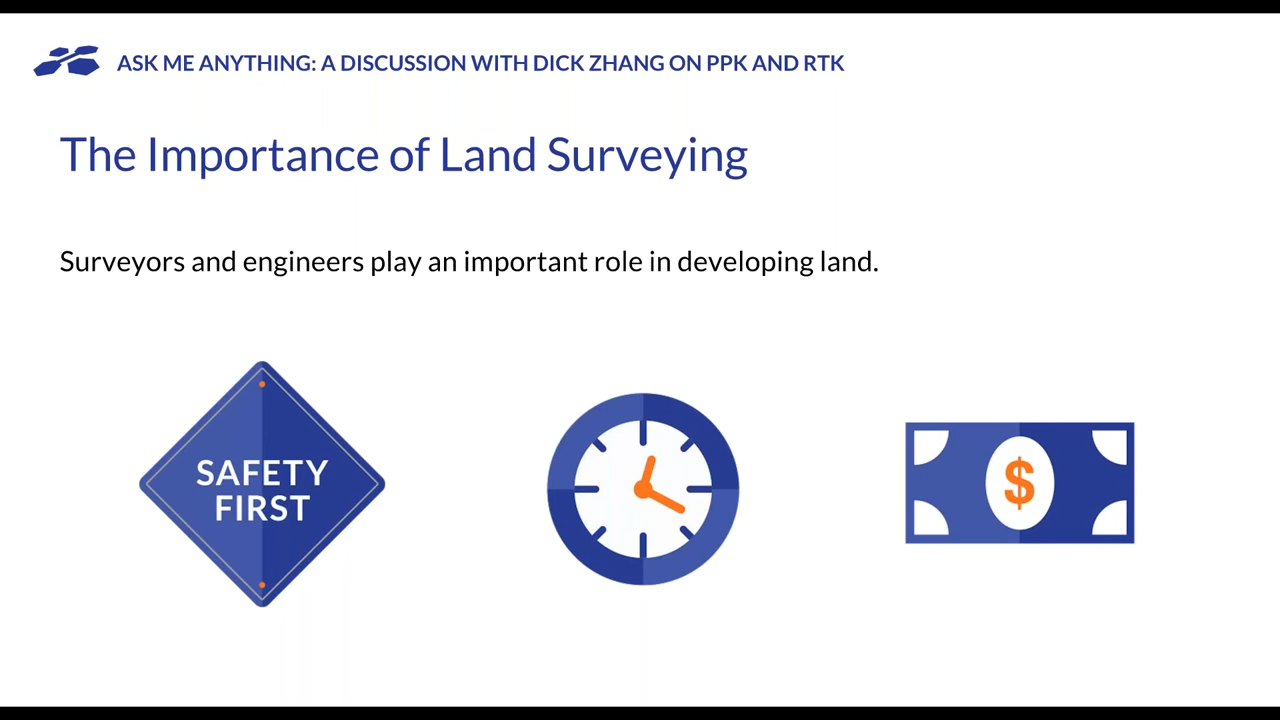 ASK ME ANYTHING: A DISCUSSION WITH DICK ZHANG ON PPK AND RTK
The Importance of Land Surveying
Surveyors and engineers play an important role in developing land.
SAFETY
FIRST
$